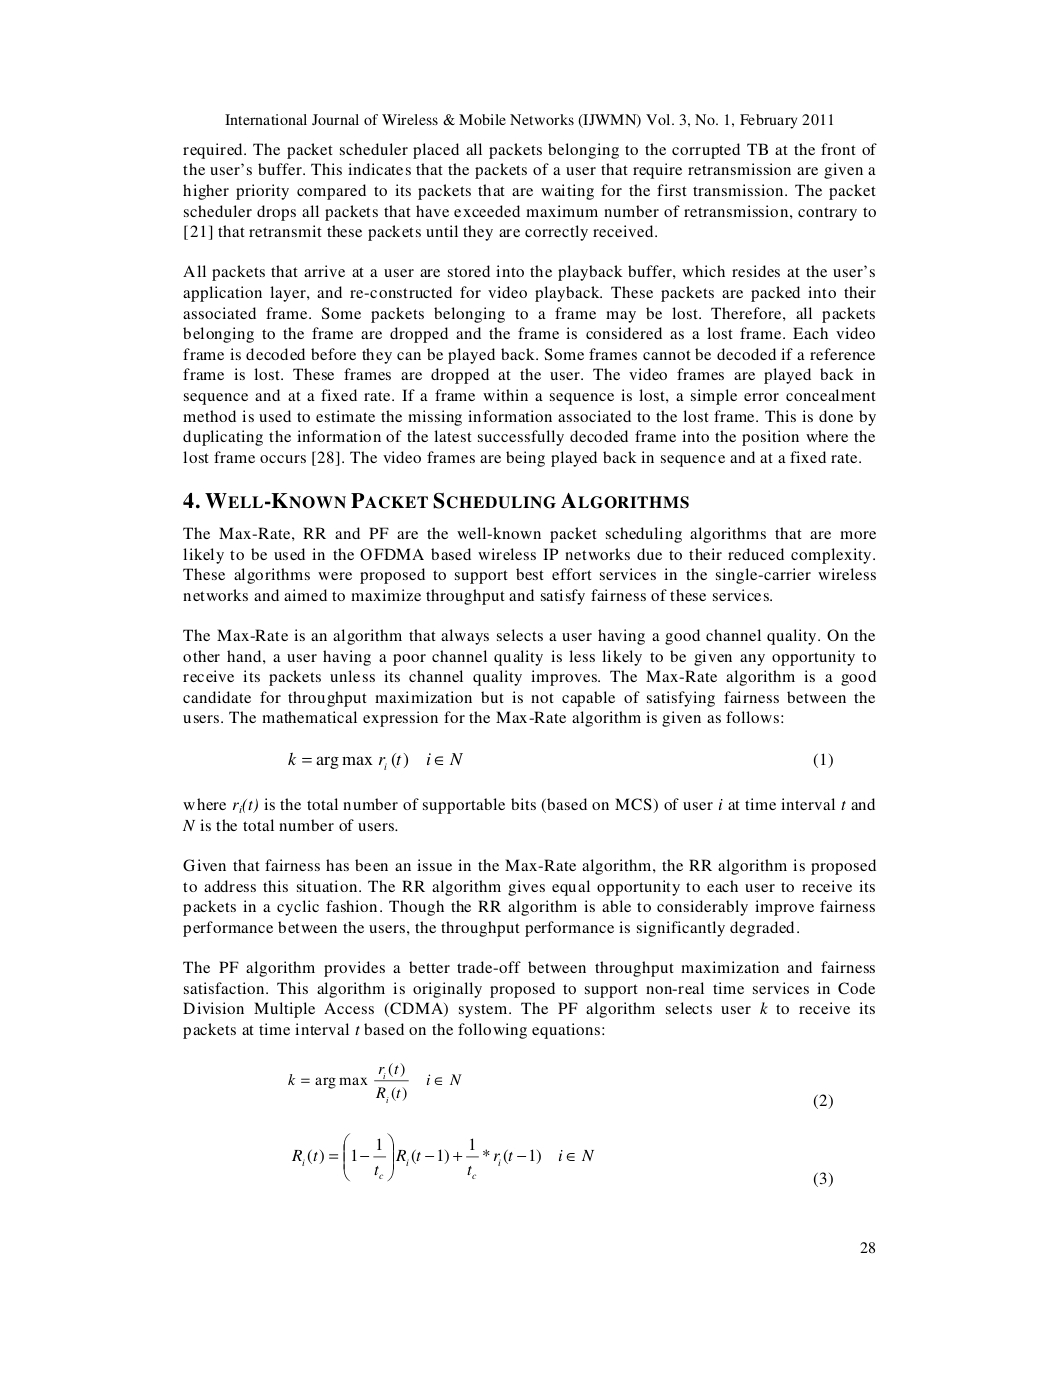 International Journal of Wireless & Mobile Networks (IJWMN) Vol. 3, No. 1, February 2011
required. The packet scheduler placed all packets belonging to the corrupted TB at the front of
the user's buffer. This indicates that the packets of a user that require retransmission are given a
higher priority compared to its packets that are waiting for the first transmission. The packet
scheduler drops all packets that have exceeded maximum number of retransmission, contrary to
[21] that retransmit these packets until they are correctly received.
All packets that arrive at a user are stored into the playback buffer, which resides at the user's
application layer, and re-constructed for video playback. These packets are packed into their
associated frame. Some packets belonging to a frame may be lost. Therefore, all packets
belonging to the frame are dropped and the frame is considered as a lost frame. Each video
frame is decoded before they can be played back. Some frames cannot be decoded if a reference
frame is lost. These frames are dropped at the user. The video frames are played back in
sequence and at a fixed rate. If a frame within a sequence is lost, a simple error concealment
method is used to estimate the missing information associated to the lost frame. This is done by
duplicating the information of the latest successfully decoded frame into the position where the
lost frame occurs [28]. The video frames are being played back in sequence and at a fixed rate.
4. WELL-KNOWN PACKET SCHEDULING ALGORITHMS
The Max-Rate, RR and PF are the well-known packet scheduling algorithms that are more
likely to be used in the OFDMA based wireless IP networks due to their reduced complexity.
These algorithms were proposed to support best effort services in the single-carrier wireless
networks and aimed to maximize throughput and satisfy fairness of these services.
The Max-Rate is an algorithm that always selects a user having a good channel quality. On the
other hand, a user having a poor channel quality is less likely to be given any opportunity to
receive its packets unless its channel quality improves. The Max-Rate algorithm is a good
candidate for throughput maximization but is not capable of satisfying fairness between the
users. The mathematical expression for the Max-Rate algorithm is given as follows:
k = arg max r_i(t) i ∈ N (1)
where r_i(t) is the total number of supportable bits (based on MCS) of user i at time interval t and
N is the total number of users.
Given that fairness has been an issue in the Max-Rate algorithm, the RR algorithm is proposed
to address this situation. The RR algorithm gives equal opportunity to each user to receive its
packets in a cyclic fashion. Though the RR algorithm is able to considerably improve fairness
performance between the users, the throughput performance is significantly degraded.
The PF algorithm provides a better trade-off between throughput maximization and fairness
satisfaction. This algorithm is originally proposed to support non-real time services in Code
Division Multiple Access (CDMA) system. The PF algorithm selects user k to receive its
packets at time interval t based on the following equations:
k = arg max r_i(t) / R_i(t) i ∈ N (2)
R_i(t) = (1 − 1/t_c) R_i(t − 1) + 1/t_c * r_i(t − 1) i ∈ N (3)
28